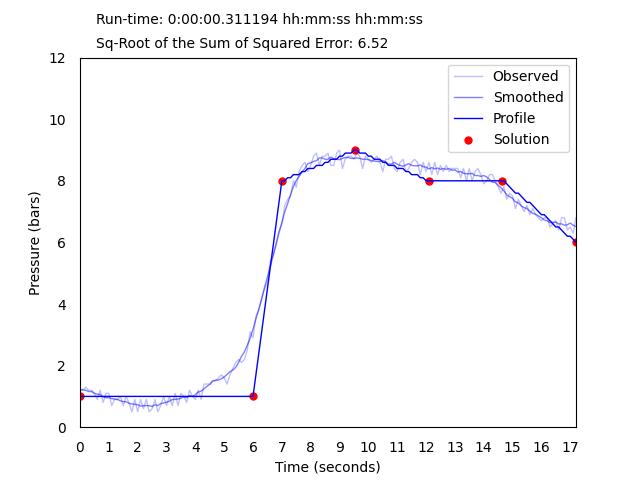 Run-time: 0:00:00.311194 hh:mm:ss hh:mm:ss
Sq-Root of the Sum of Squared Error: 6.52
12
10
8
6
4
2
0
Pressure (bars)
Observed
Smoothed
Profile
Solution
0 1 2 3 4 5 6 7 8 9 10 11 12 13 14 15 16 17
Time (seconds)